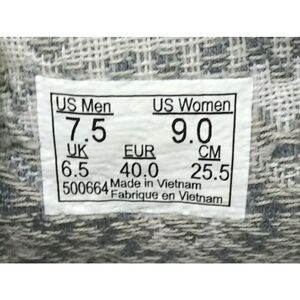 US Men US Women
7.5 9.0
UK EUR CM
6.5 40.0 25.5
500664 Made in Vietnam
Fabrique en Vietnam